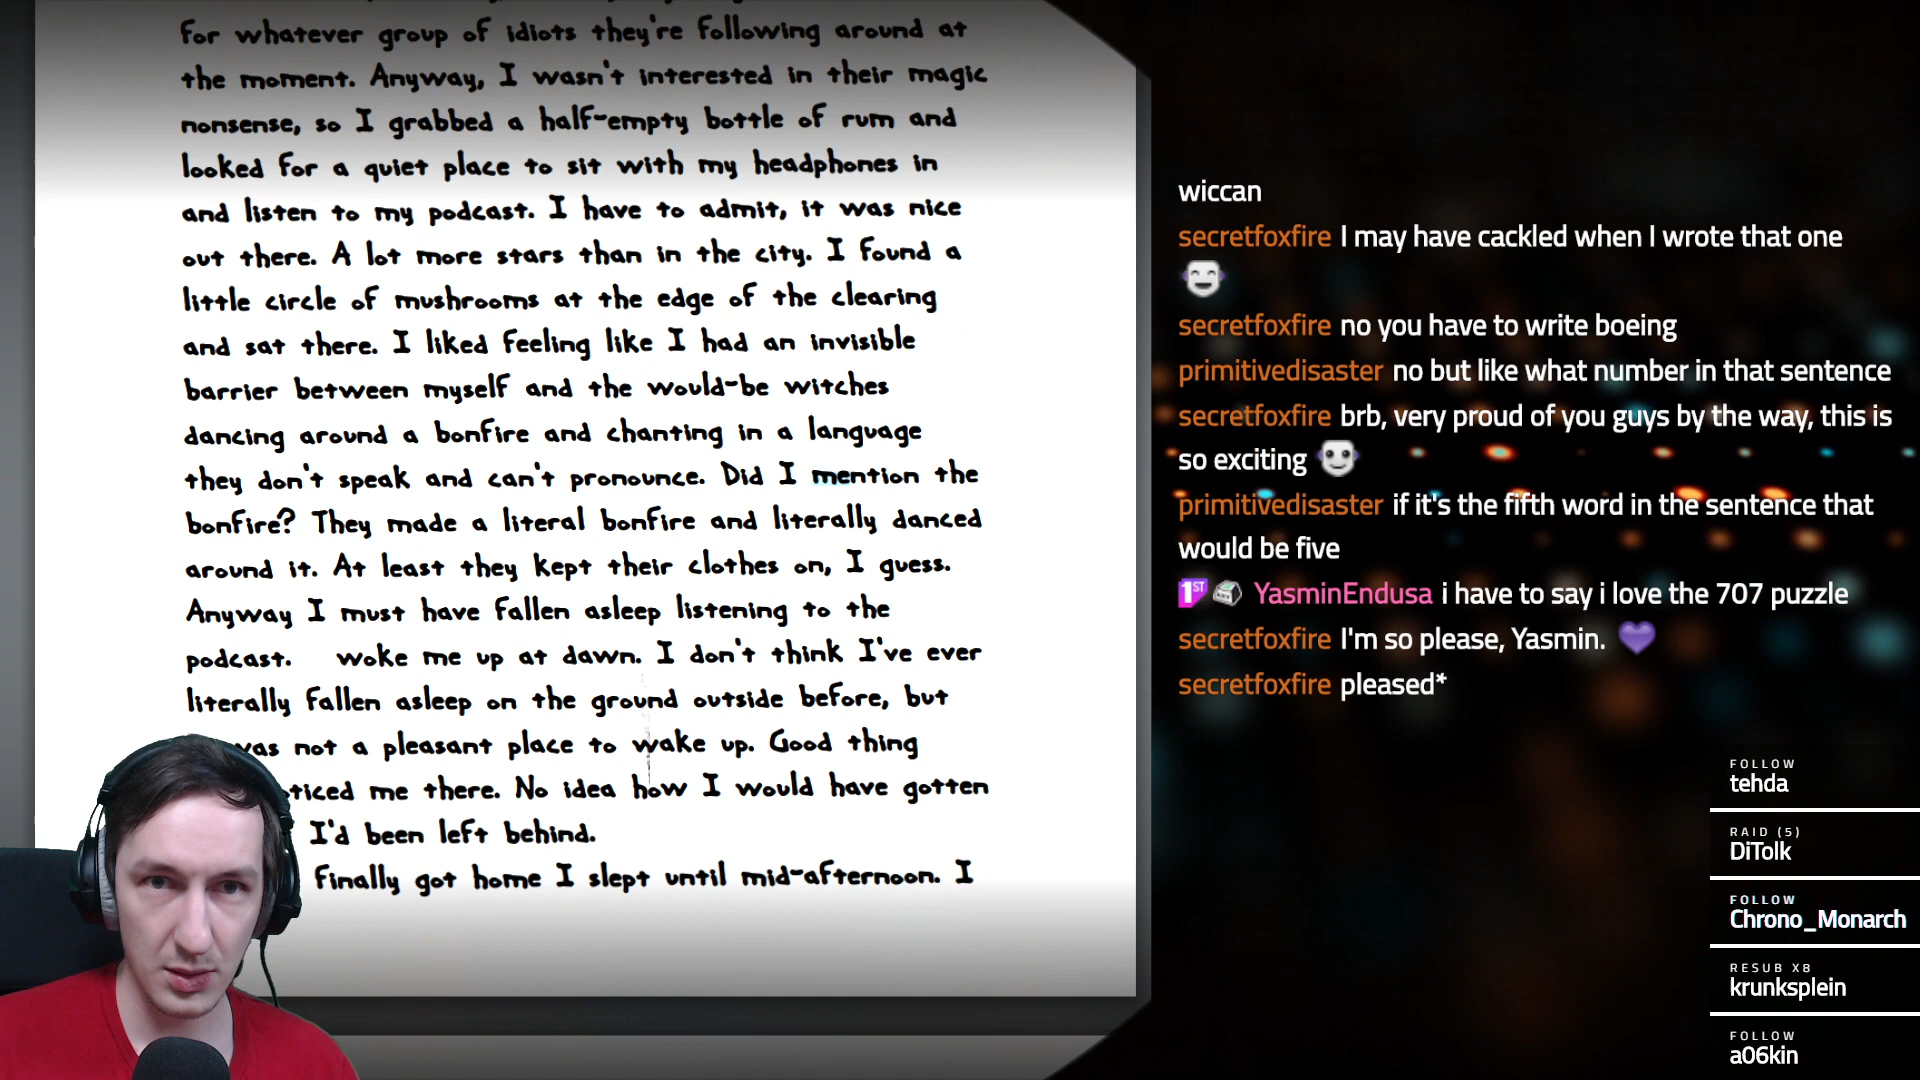 for whatever group of idiots they're following around at
the moment. Anyway, I wasn't interested in their magic
nonsense, so I grabbed a half-empty bottle of rum and
looked for a quiet place to sit with my headphones in
and listen to my podcast. I have to admit, it was nice
out there. A lot more stars than in the city. I found a
little circle of mushrooms at the edge of the clearing
and sat there. I liked feeling like I had an invisible
barrier between myself and the would-be witches
dancing around a bonfire and chanting in a language
they don't speak and can't pronounce. Did I mention the
bonfire? They made a literal bonfire and literally danced
around it. At least they kept their clothes on, I guess.
Anyway I must have fallen asleep listening to the
podcast. woke me up at dawn. I don't think I've ever
literally fallen asleep on the ground outside before, but
was not a pleasant place to wake up. Good thing
me there. No idea how I would have gotten
I'd been left behind.
finally got home I slept until mid-afternoon. I
wiccan
secretfoxfire I may have cackled when I wrote that one
secretfoxfire no you have to write boeing
primitivedisaster no but like what number in that sentence
secretfoxfire brb, very proud of you guys by the way, this is
so exciting
primitivedisaster if it's the fifth word in the sentence that
would be five
1ST YasminEndusa i have to say i love the 707 puzzle
secretfoxfire I'm so please, Yasmin.
secretfoxfire pleased*
FOLLOW
tehda
RAID (5)
DiTolk
FOLLOW
Chrono_Monarch
RESUB X8
krunksplein
FOLLOW
a06kin